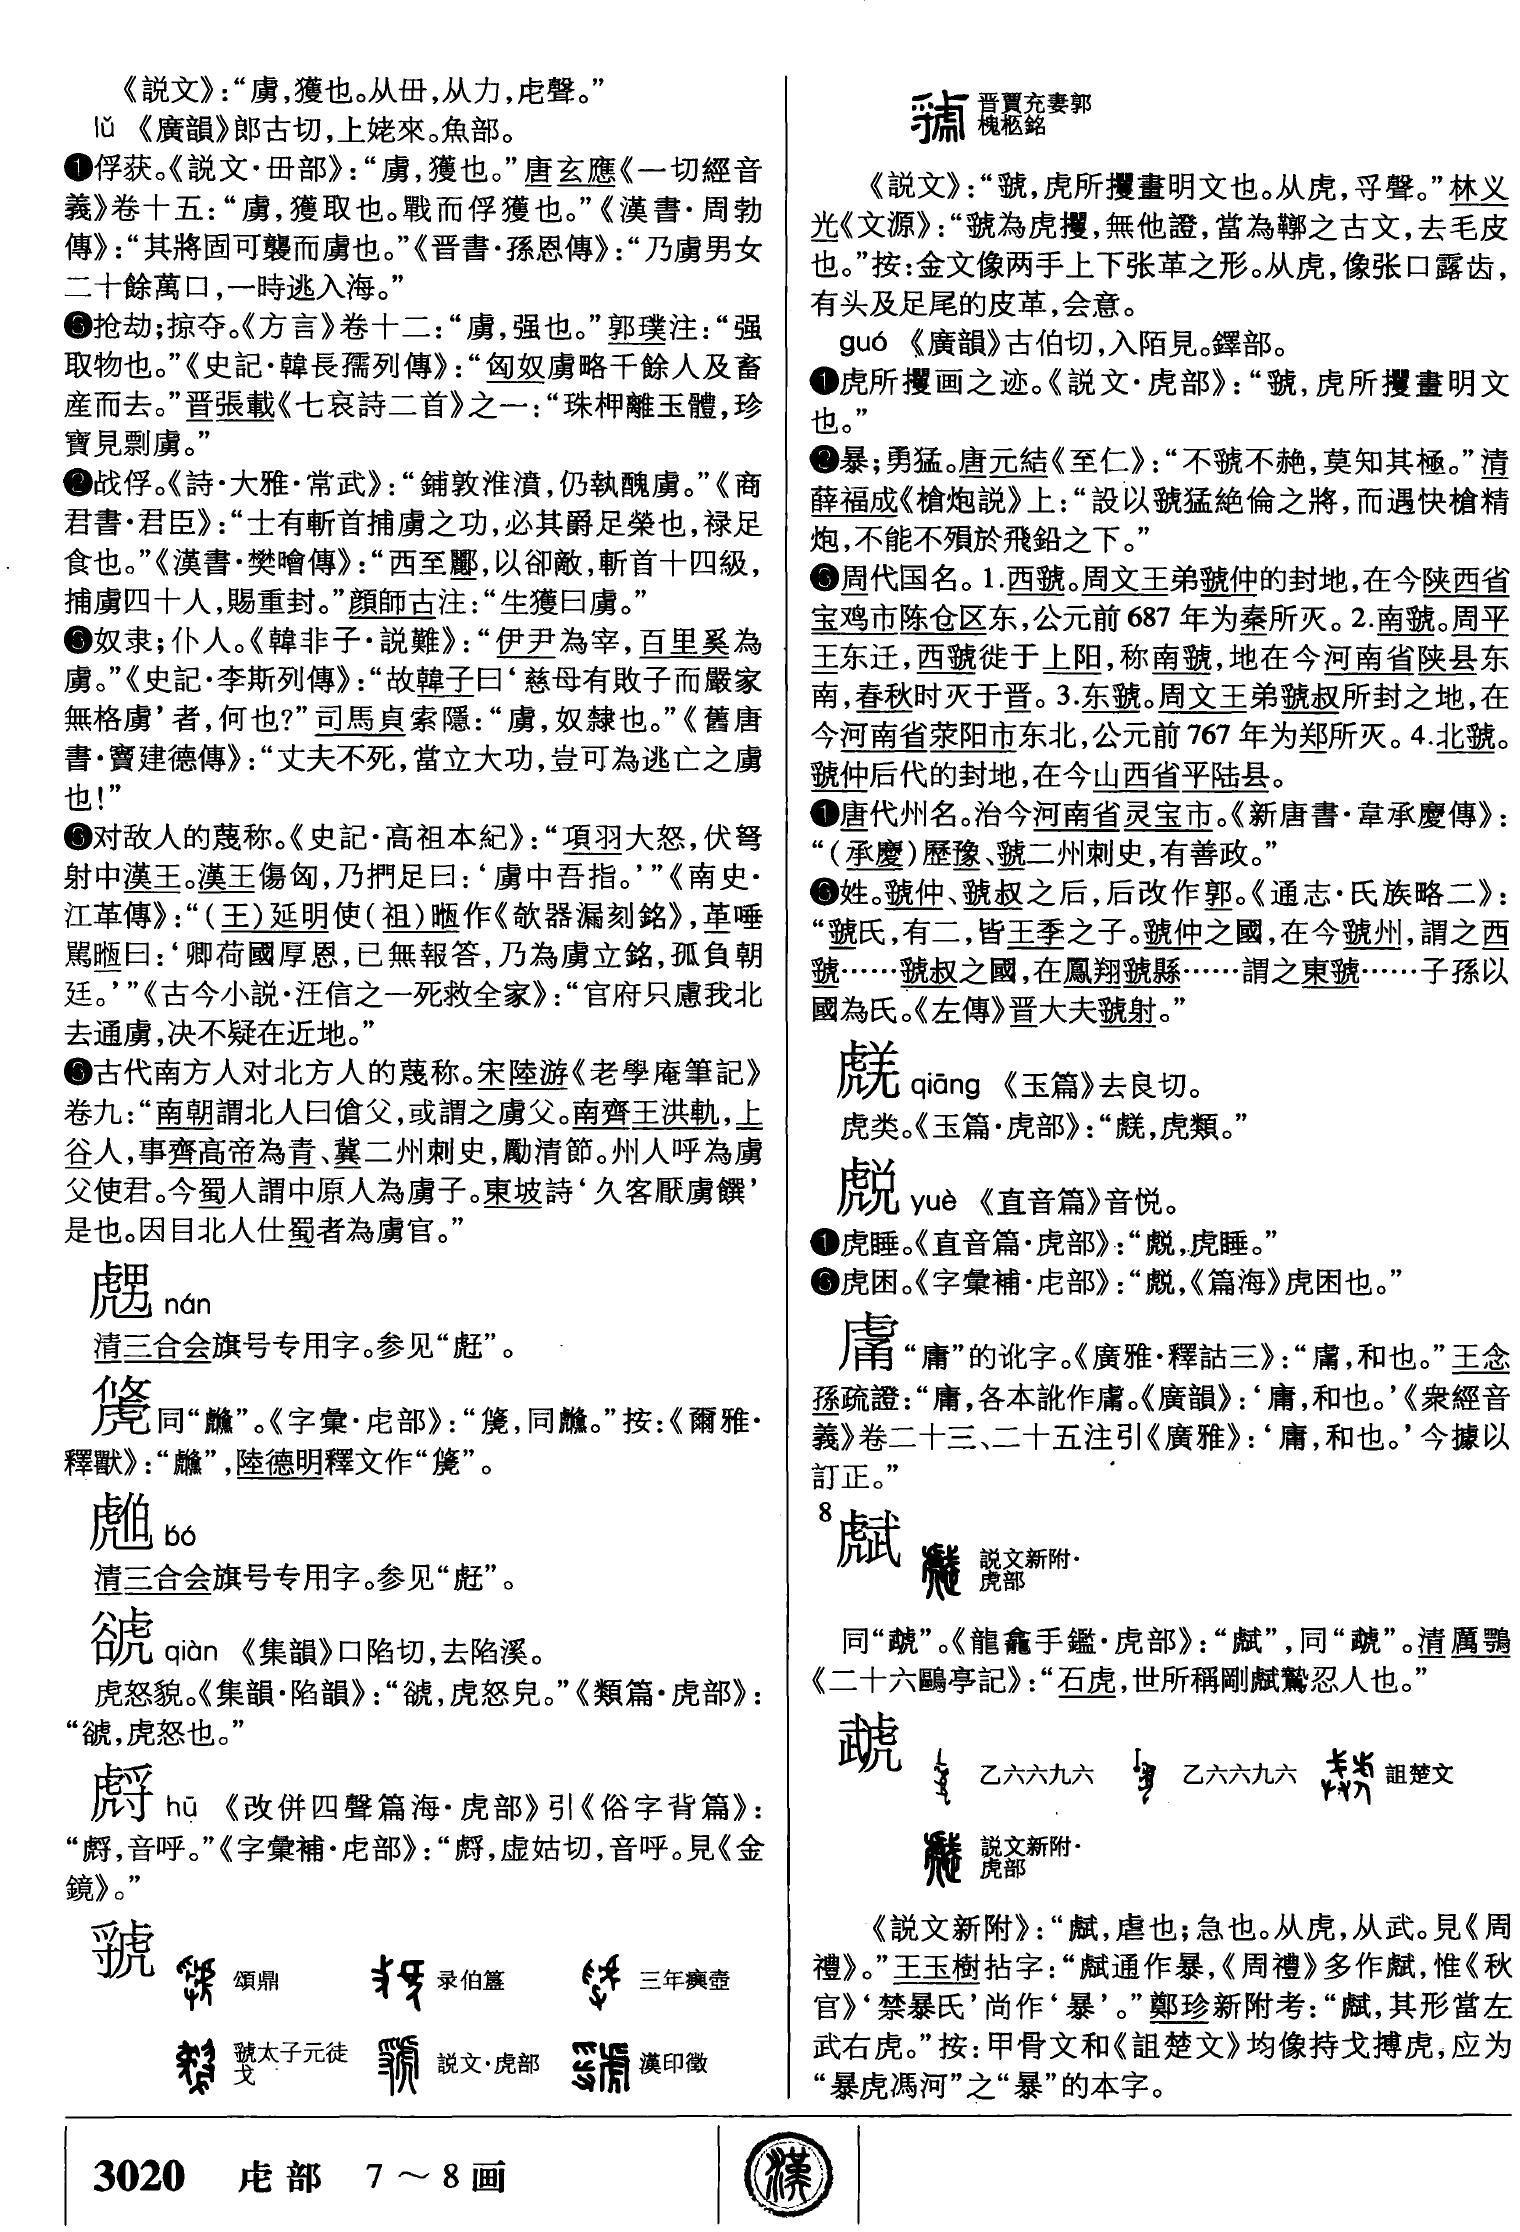 《説文》:“虜,獲也。从毌,从力,虍聲。”
lǔ 《廣韻》郎古切,上姥來。魚部。
❶俘获。《説文·毌部》:“虜,獲也。”唐玄應《一切經音
義》卷十五:“虜,獲取也。戰而俘獲也。”《漢書·周勃
傳》:“其將固可襲而虜也。”《晋書·孫恩傳》:“乃虜男女
二十餘萬口,一時逃入海。”
抢劫;掠夺。《方言》卷十二:“虜,强也。”郭璞注:“强
取物也。”《史記·韓長孺列傳》:“匈奴虜略千餘人及畜
産而去。”晋張載《七哀詩二首》之一:“珠柙離玉體,珍
寶見剽虜。”
战俘。《詩·大雅·常武》:“鋪敦淮濆,仍執醜虜。”《商
君書·君臣》:“士有斬首捕虜之功,必其爵足榮也,禄足
食也。”《漢書·樊噲傳》:“西至酈,以卻敵,斬首十四級,
捕虜四十人,賜重封。”顔師古注:“生獲曰虜。”
奴隶;仆人。《韓非子·説難》:“伊尹為宰,百里奚為
虜。”《史記·李斯列傳》:“故韓子曰‘慈母有敗子而嚴家
無格虜’者,何也?”司馬貞索隱:“虜,奴隸也。”《舊唐
書·竇建德傳》:“丈夫不死,當立大功,豈可為逃亡之虜
也!”
对敌人的蔑称。《史記·高祖本紀》:“項羽大怒,伏弩
射中漢王。漢王傷匈,乃捫足曰:‘虜中吾指。’”《南史·
江革傳》:“(王)延明使(祖)暅作《欹器漏刻銘》,革唾
駡暅曰:‘卿荷國厚恩,已無報答,乃為虜立銘,孤負朝
廷。’”《古今小説·汪信之一死救全家》:“官府只慮我北
去通虜,决不疑在近地。”
古代南方人对北方人的蔑称。宋陸游《老學庵筆記》
卷九:“南朝謂北人曰傖父,或謂之虜父。南齊王洪軌,上
谷人,事齊高帝為青、冀二州刺史,勵清節。州人呼為虜
父使君。今蜀人謂中原人為虜子。東坡詩‘久客厭虜饌’
是也。因目北人仕蜀者為虜官。”
nán
清三合会旗号专用字。参见“”。
同“”。《字彙·虍部》:“,同。”按:《爾雅·
釋獸》:“”,陸德明釋文作“”。
bó
清三合会旗号专用字。参见“”。
qiàn 《集韻》口陷切,去陷溪。
虎怒貌。《集韻·陷韻》:“,虎怒皃。”《類篇·虎部》:
“,虎怒也。”
hū 《改併四聲篇海·虎部》引《俗字背篇》:
“,音呼。”《字彙補·虍部》:“,虚姑切,音呼。見《金
鏡》。”
虢 頌鼎 录伯簋 三年𤼈壺
虢太子元徒
戈 説文·虎部 漢印徵
晋賈充妻郭
槐柩銘
《説文》:“虢,虎所攫畫明文也。从虎,寽聲。”林义
光《文源》:“虢為虎攫,無他證,當為鞹之古文,去毛皮
也。”按:金文像两手上下张革之形。从虎,像张口露齿,
有头及足尾的皮革,会意。
guó 《廣韻》古伯切,入陌見。鐸部。
❶虎所攫画之迹。《説文·虎部》:“虢,虎所攫畫明文
也。”
❷暴;勇猛。唐元結《至仁》:“不虢不赩,莫知其極。”清
薛福成《槍炮説》上:“設以虢猛絶倫之將,而遇快槍精
炮,不能不殞於飛鉛之下。”
周代国名。1.西虢。周文王弟虢仲的封地,在今陕西省
宝鸡市陈仓区东,公元前 687 年为秦所灭。2.南虢。周平
王东迁,西虢徙于上阳,称南虢,地在今河南省陕县东
南,春秋时灭于晋。3.东虢。周文王弟虢叔所封之地,在
今河南省荥阳市东北,公元前 767 年为郑所灭。4.北虢。
虢仲后代的封地,在今山西省平陆县。
唐代州名。治今河南省灵宝市。《新唐書·韋承慶傳》:
“(承慶)歷豫、虢二州刺史,有善政。”
姓。虢仲、虢叔之后,后改作郭。《通志·氏族略二》:
“虢氏,有二,皆王季之子。虢仲之國,在今虢州,謂之西
虢……虢叔之國,在鳳翔虢縣……謂之東虢……子孫以
國為氏。《左傳》晋大夫虢射。”
qiāng 《玉篇》去良切。
虎类。《玉篇·虎部》:“,虎類。”
yuè 《直音篇》音悦。
❶虎睡。《直音篇·虎部》:“,虎睡。”
虎困。《字彙補·虍部》:“,《篇海》虎困也。”
“庸”的讹字。《廣雅·釋詁三》:“,和也。”王念
孫疏證:“庸,各本訛作。《廣韻》:‘庸,和也。’《衆經音
義》卷二十三、二十五注引《廣雅》:‘庸,和也。’今據以
訂正。”
8
虣 説文新附·
虎部
同“”。《龍龕手鑑·虎部》:“虣”,同“”。清厲鶚
《二十六鷗亭記》:“石虎,世所稱剛虣鷙忍人也。”
乙六六九六 乙六六九六 詛楚文
説文新附·
虎部
《説文新附》:“虣,虐也;急也。从虎,从武。見《周
禮》。”王玉樹拈字:“虣通作暴,《周禮》多作虣,惟《秋
官》‘禁暴氏’尚作‘暴’。”鄭珍新附考:“虣,其形當左
武右虎。”按:甲骨文和《詛楚文》均像持戈搏虎,应为
“暴虎馮河”之“暴”的本字。
3020 虍部 7～8画
漢